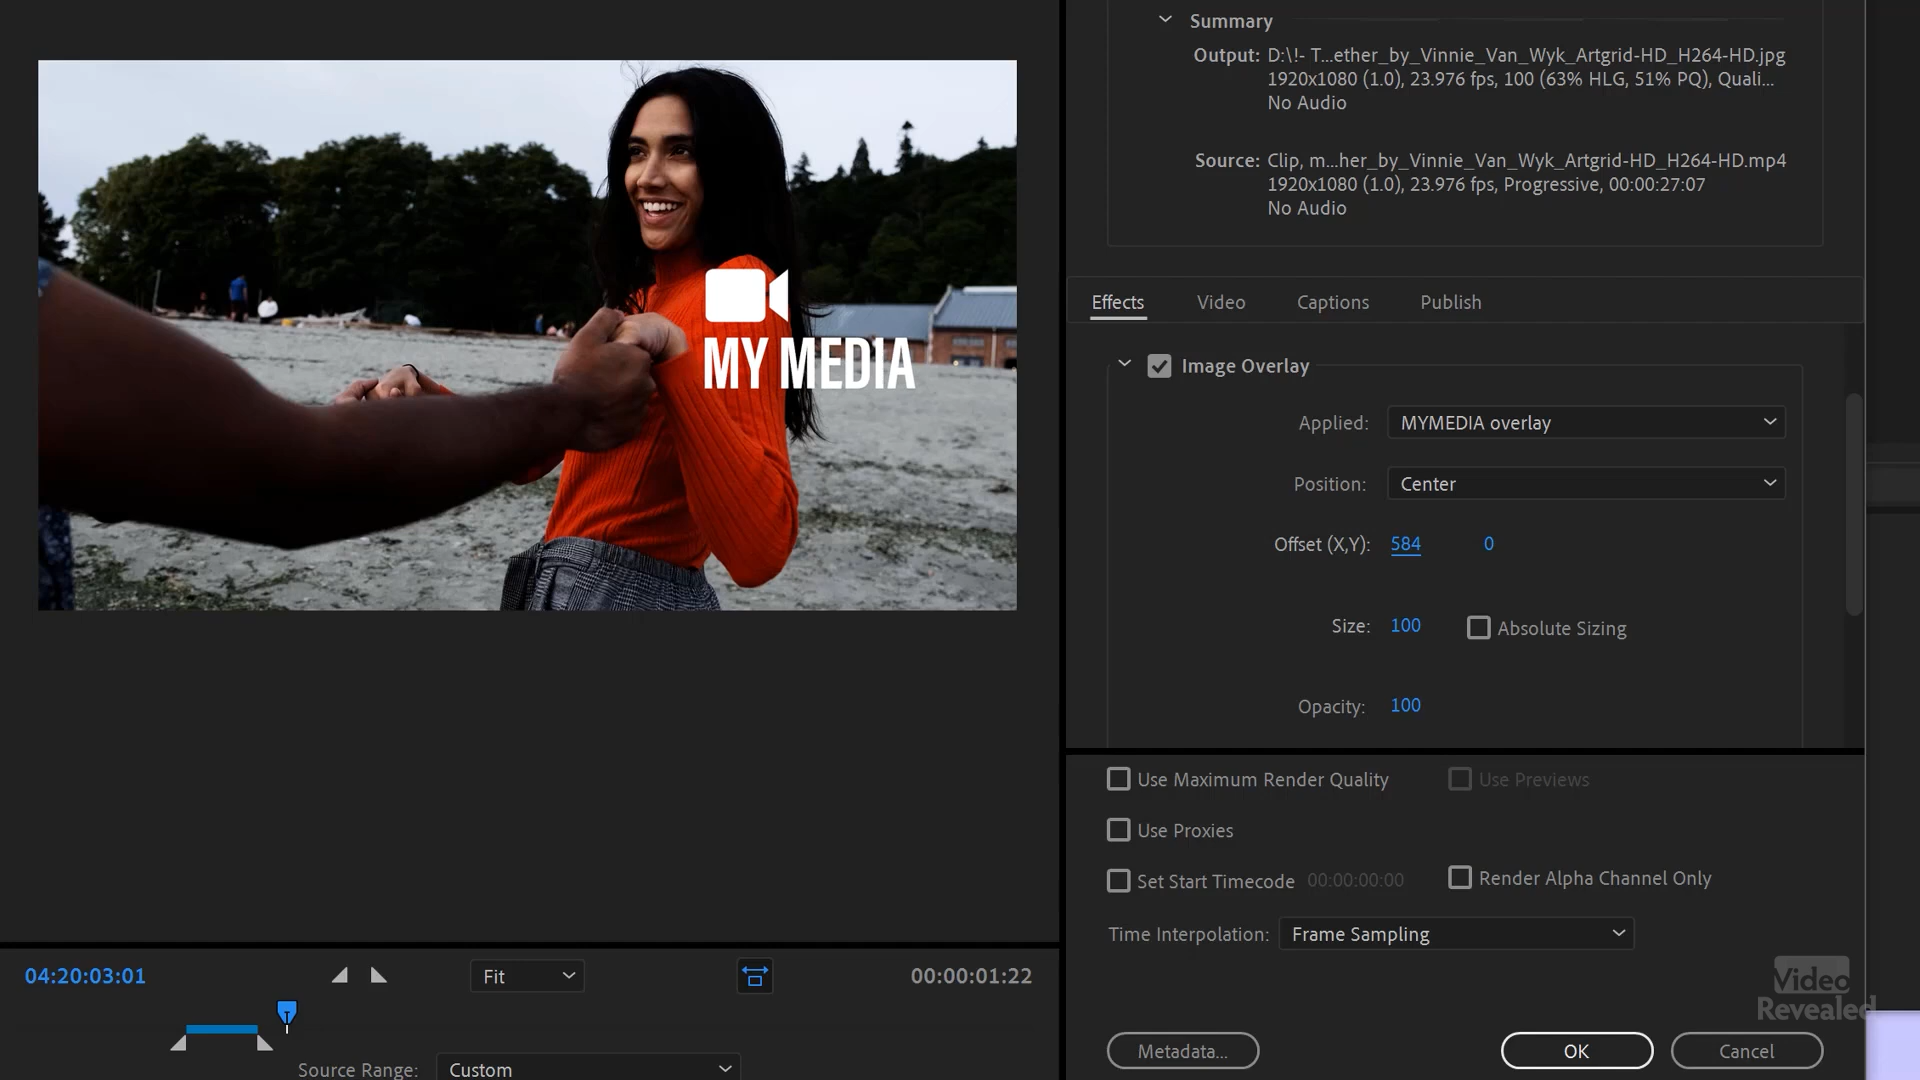 MY MEDIA
04:20:03:01
Fit
00:00:01:22
Source Range: Custom
Summary
Output: D:\!- T...ether_by_Vinnie_Van_Wyk_Artgrid-HD_H264-HD.jpg
1920x1080 (1.0), 23.976 fps, 100 (63% HLG, 51% PQ), Quali...
No Audio
Source: Clip, m...her_by_Vinnie_Van_Wyk_Artgrid-HD_H264-HD.mp4
1920x1080 (1.0), 23.976 fps, Progressive, 00:00:27:07
No Audio
Effects Video Captions Publish
Image Overlay
Applied: MYMEDIA overlay
Position: Center
Offset (X,Y): 584 0
Size: 100 Absolute Sizing
Opacity: 100
Use Maximum Render Quality Use Previews
Use Proxies
Set Start Timecode 00:00:00:00 Render Alpha Channel Only
Time Interpolation: Frame Sampling
Video
Revealed
Metadata... OK Cancel